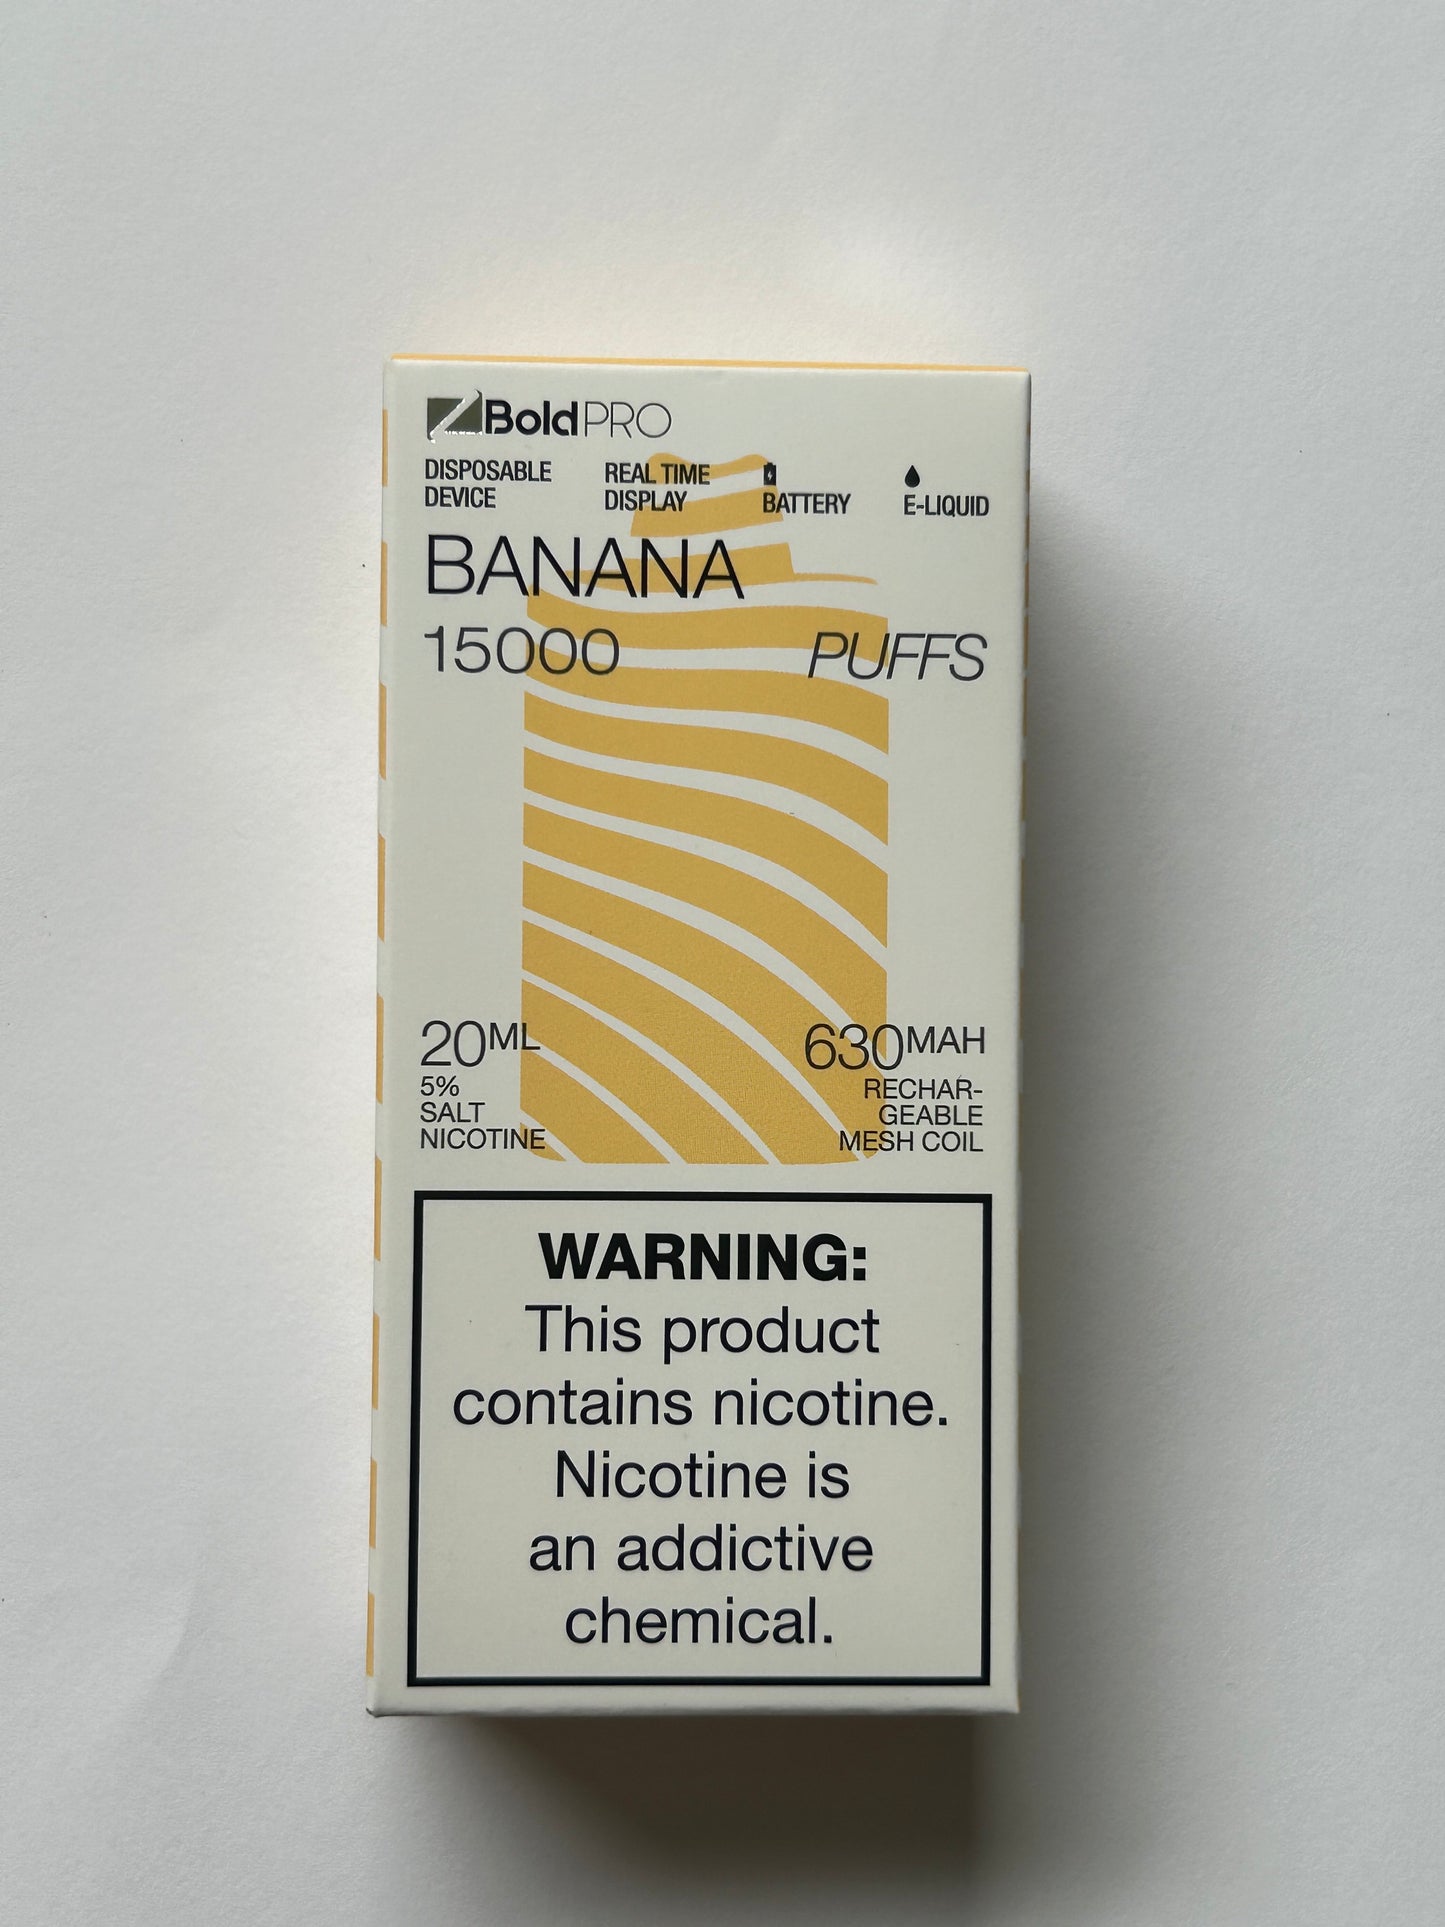 BoldPRO
DISPOSABLE
DEVICE
REAL TIME
DISPLAY
BATTERY
E-LIQUID
BANANA
15000 PUFFS
20ML
5%
SALT
NICOTINE
630MAH
RECHAR-
GEABLE
MESH COIL
WARNING:
This product
contains nicotine.
Nicotine is
an addictive
chemical.